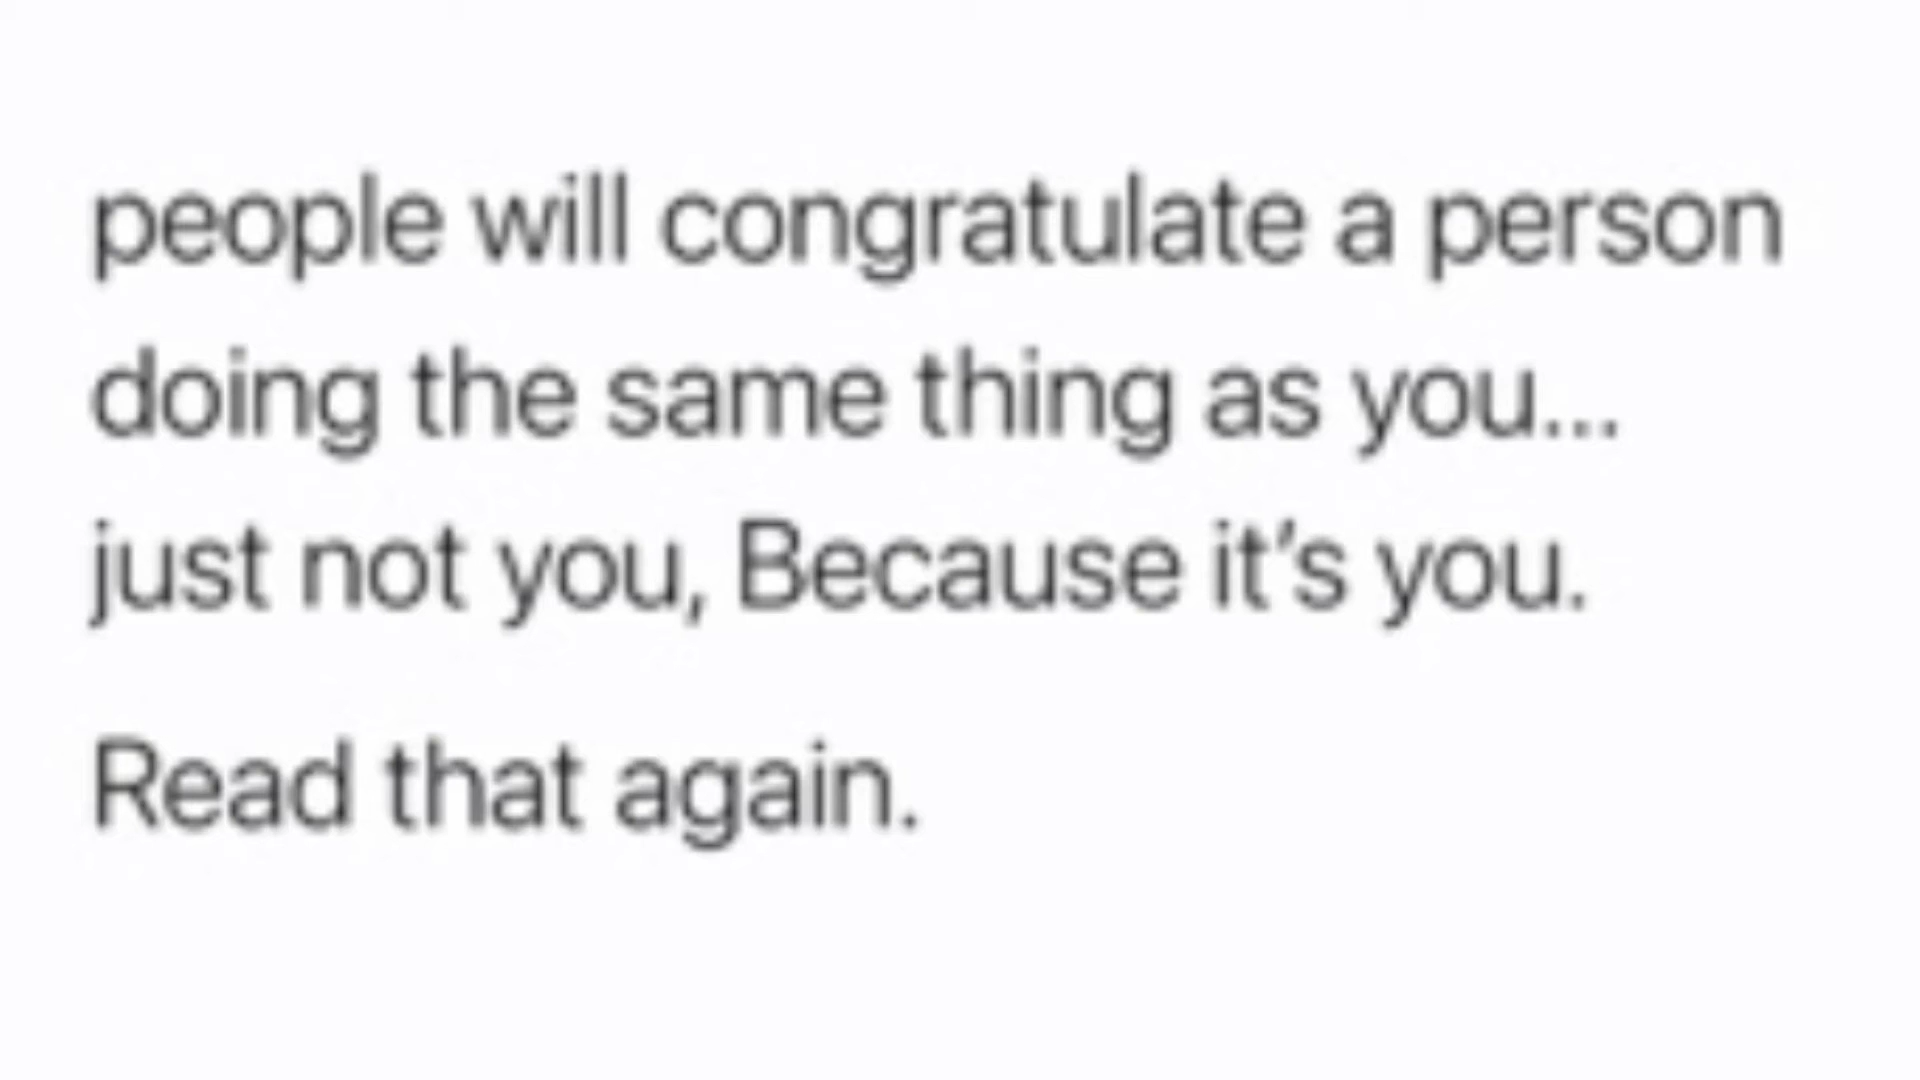 people will congratulate a person
doing the same thing as you...
just not you, Because it’s you.
Read that again.